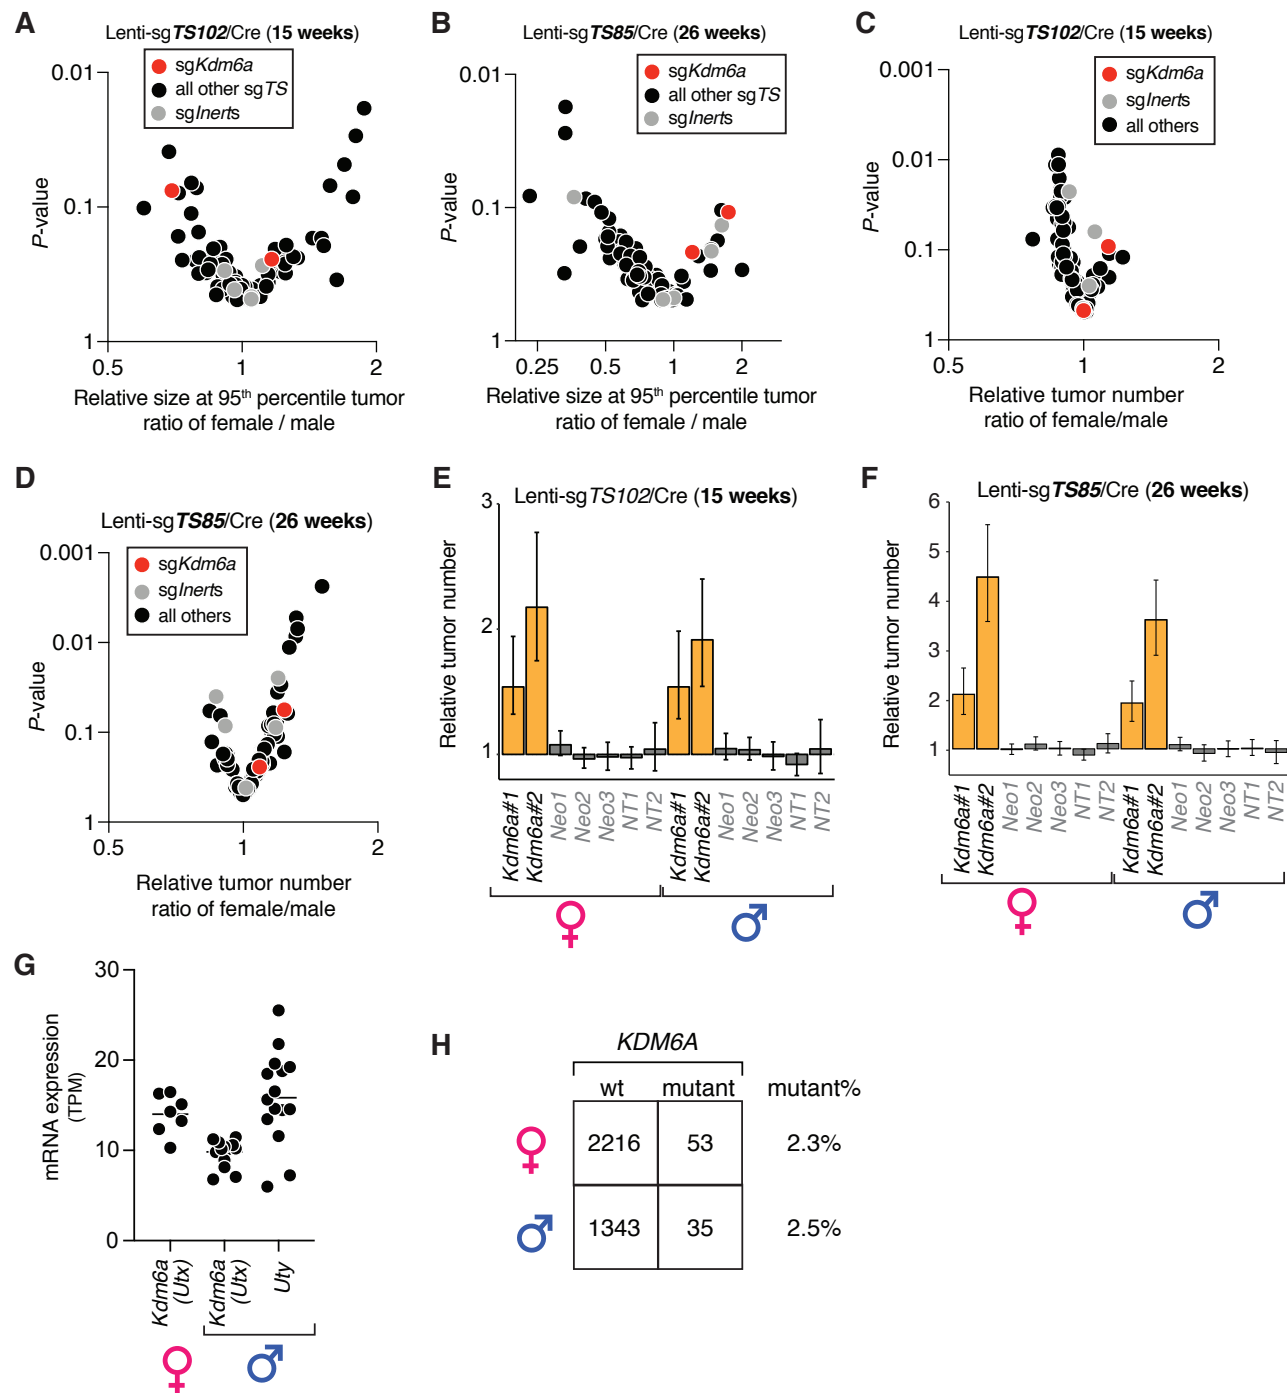 A
Lenti-sgTS102/Cre (15 weeks)
sgKdm6a
all other sgTS
sgInerts
0.01
0.1
1
P-value
0.5
1
2
Relative size at 95th percentile tumor
ratio of female / male
B
Lenti-sgTS85/Cre (26 weeks)
sgKdm6a
all other sgTS
sgInerts
0.01
0.1
1
P-value
0.25
0.5
1
2
Relative size at 95th percentile tumor
ratio of female / male
C
Lenti-sgTS102/Cre (15 weeks)
sgKdm6a
sgInerts
all others
0.001
0.01
0.1
1
P-value
0.5
1
2
Relative tumor number
ratio of female/male
D
Lenti-sgTS85/Cre (26 weeks)
sgKdm6a
sgInerts
all others
0.001
0.01
0.1
1
P-value
0.5
1
2
Relative tumor number
ratio of female/male
E
Lenti-sgTS102/Cre (15 weeks)
3
2
1
Relative tumor number
Kdm6a#1
Kdm6a#2
Neo1
Neo2
Neo3
NT1
NT2
Kdm6a#1
Kdm6a#2
Neo1
Neo2
Neo3
NT1
NT2
♀
♂
F
Lenti-sgTS85/Cre (26 weeks)
6
5
4
3
2
1
Relative tumor number
Kdm6a#1
Kdm6a#2
Neo1
Neo2
Neo3
NT1
NT2
Kdm6a#1
Kdm6a#2
Neo1
Neo2
Neo3
NT1
NT2
♀
♂
G
30
20
10
0
mRNA expression
(TPM)
Kdm6a
(Utx)
Kdm6a
(Utx)
Uty
♀
♂
H
KDM6A
wt mutant mutant%
♀ 2216 53 2.3%
♂ 1343 35 2.5%